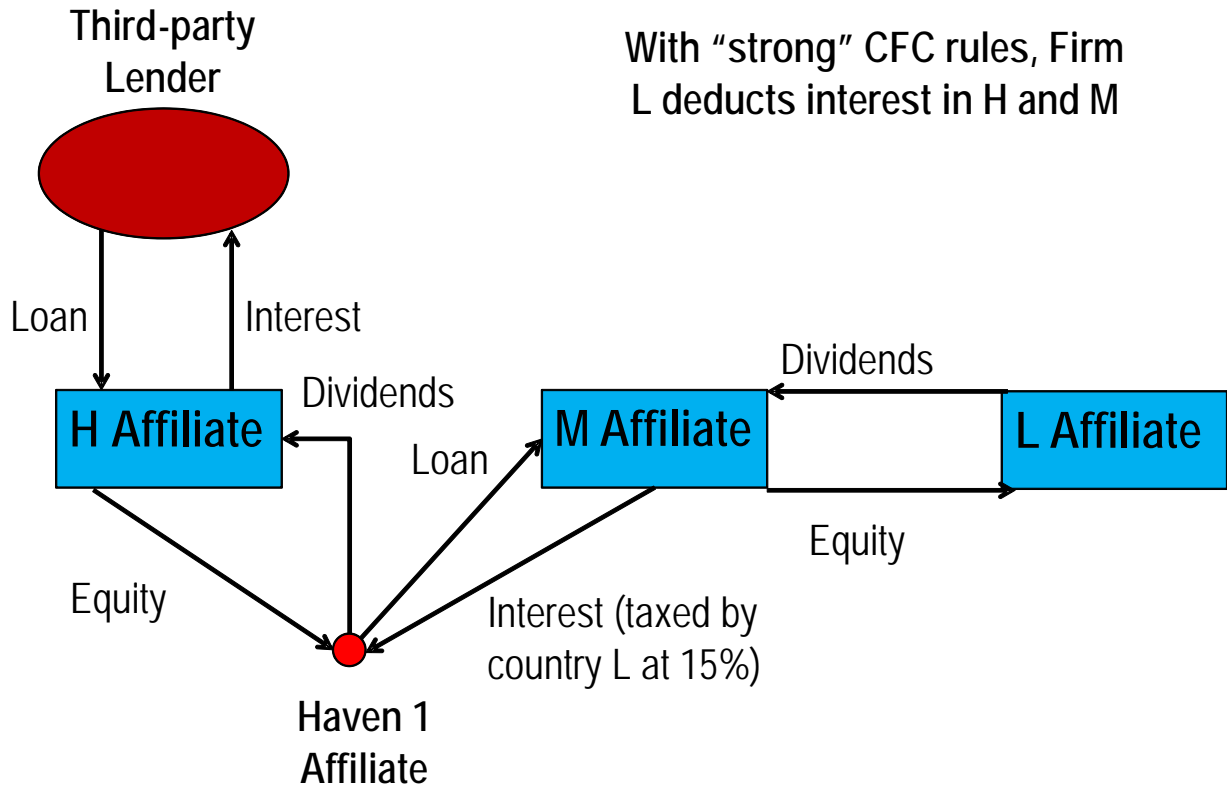 Third-party
Lender
With “strong” CFC rules, Firm
L deducts interest in H and M
Loan
Interest
Dividends
Dividends
H Affiliate
M Affiliate
L Affiliate
Loan
Equity
Equity
Interest (taxed by
country L at 15%)
Haven 1
Affiliate